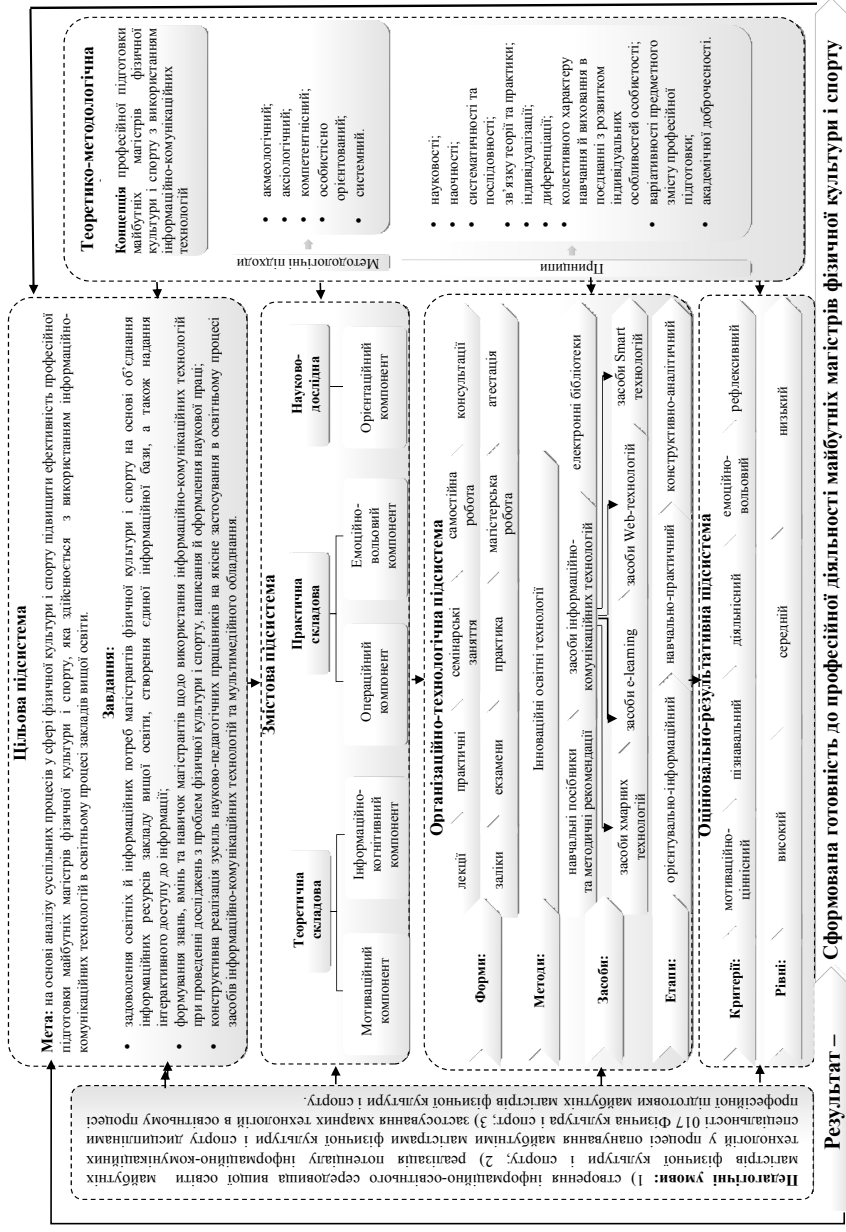 Цільова підсистема
Мета: на основі аналізу суспільних процесів у сфері фізичної культури і спорту підвищити ефективність професійної
підготовки майбутніх магістрів фізичної культури і спорту, яка здійснюється з використанням інформаційно-
комунікаційних технологій в освітньому процесі закладів вищої освіти.
Завдання:
• задоволення освітніх й інформаційних потреб магістрантів фізичної культури і спорту на основі об’єднання
інформаційних ресурсів закладу вищої освіти, створення єдиної інформаційної бази, а також надання
інтерактивного доступу до інформації;
• формування знань, вмінь та навичок магістрантів щодо використання інформаційно-комунікаційних технологій
при проведенні досліджень з проблем фізичної культури і спорту, написання й оформлення наукової праці;
• конструктивна реалізація зусиль науково-педагогічних працівників на якісне застосування в освітньому процесі
засобів інформаційно-комунікаційних технологій та мультимедійного обладнання.
Змістова підсистема
Теоретична
складова
Практична
складова
Науково-
дослідна
Мотиваційний
компонент
Інформаційно-
когнітивний
компонент
Операційний
компонент
Емоційно-
вольовий
компонент
Орієнтаційний
компонент
Організаційно-технологічна підсистема
Форми:
лекції
практичні
семінарські
заняття
самостійна
робота
консультації
заліки
екзамени
практика
магістерська
робота
атестація
Методи:
Інноваційні освітні технології
Засоби:
навчальні посібники
та методичні рекомендації
засоби інформаційно-
комунікаційних технологій
електронні бібліотеки
засоби хмарних
технологій
засоби e-learning
засоби Web-технологій
засоби Smart
технологій
Етапи:
орієнтувально-інформаційний
навчально-практичний
конструктивно-аналітичний
Оцінювально-результативна підсистема
Критерії:
мотиваційно-
ціннісний
пізнавальний
діяльнісний
емоційно-
вольовий
рефлексивний
Рівні:
високий
середній
низький
Теоретико-методологічна
Концепція професійної підготовки
майбутніх магістрів фізичної
культури і спорту з використанням
інформаційно-комунікаційних
технологій
Методологічні підходи
• акмеологічний;
• аксіологічний;
• компетентнісний;
• особистісно
орієнтований;
• системний.
Принципи
• науковості;
• наочності;
• систематичності та
послідовності;
• зв’язку теорії та практики;
• індивідуалізації;
• диференціації;
• колективного характеру
навчання й виховання в
поєднанні з розвитком
індивідуальних
особливостей особистості;
• варіативності предметного
змісту професійної
підготовки;
• академічної доброчесності.
Педагогічні умови: 1) створення інформаційно-освітнього середовища вищої освіти майбутніх
магістрів фізичної культури і спорту; 2) реалізація потенціалу інформаційно-комунікаційних
технологій у процесі опанування майбутніми магістрами фізичної культури і спорту дисциплінами
спеціальності 017 Фізична культура і спорт; 3) застосування хмарних технологій в освітньому процесі
професійної підготовки майбутніх магістрів фізичної культури і спорту.
Результат –
Сформована готовність до професійної діяльності майбутніх магістрів фізичної культури і спорту